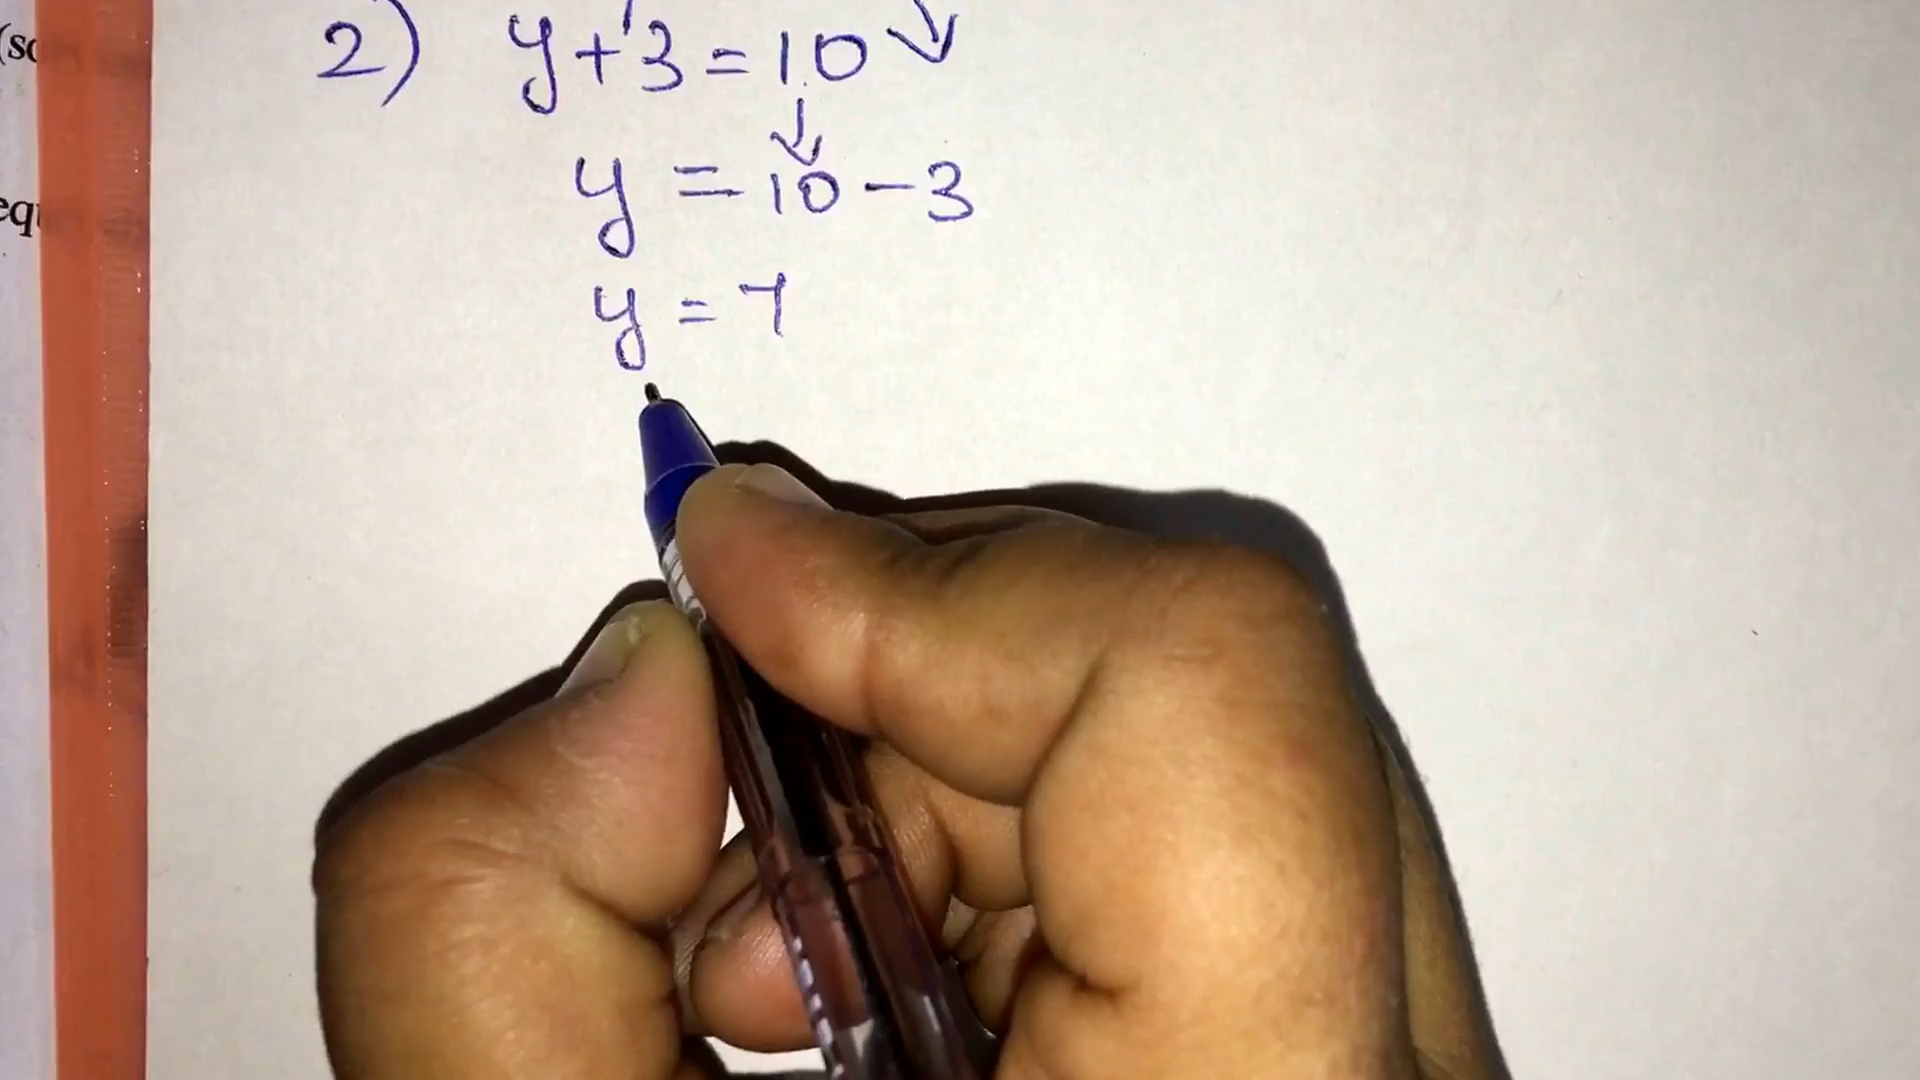 2) y+3=10
y = 10-3
y = 7